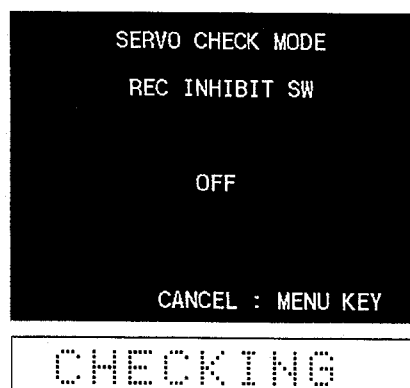 SERVO CHECK MODE
REC INHIBIT SW
OFF
CANCEL : MENU KEY
CHECKING